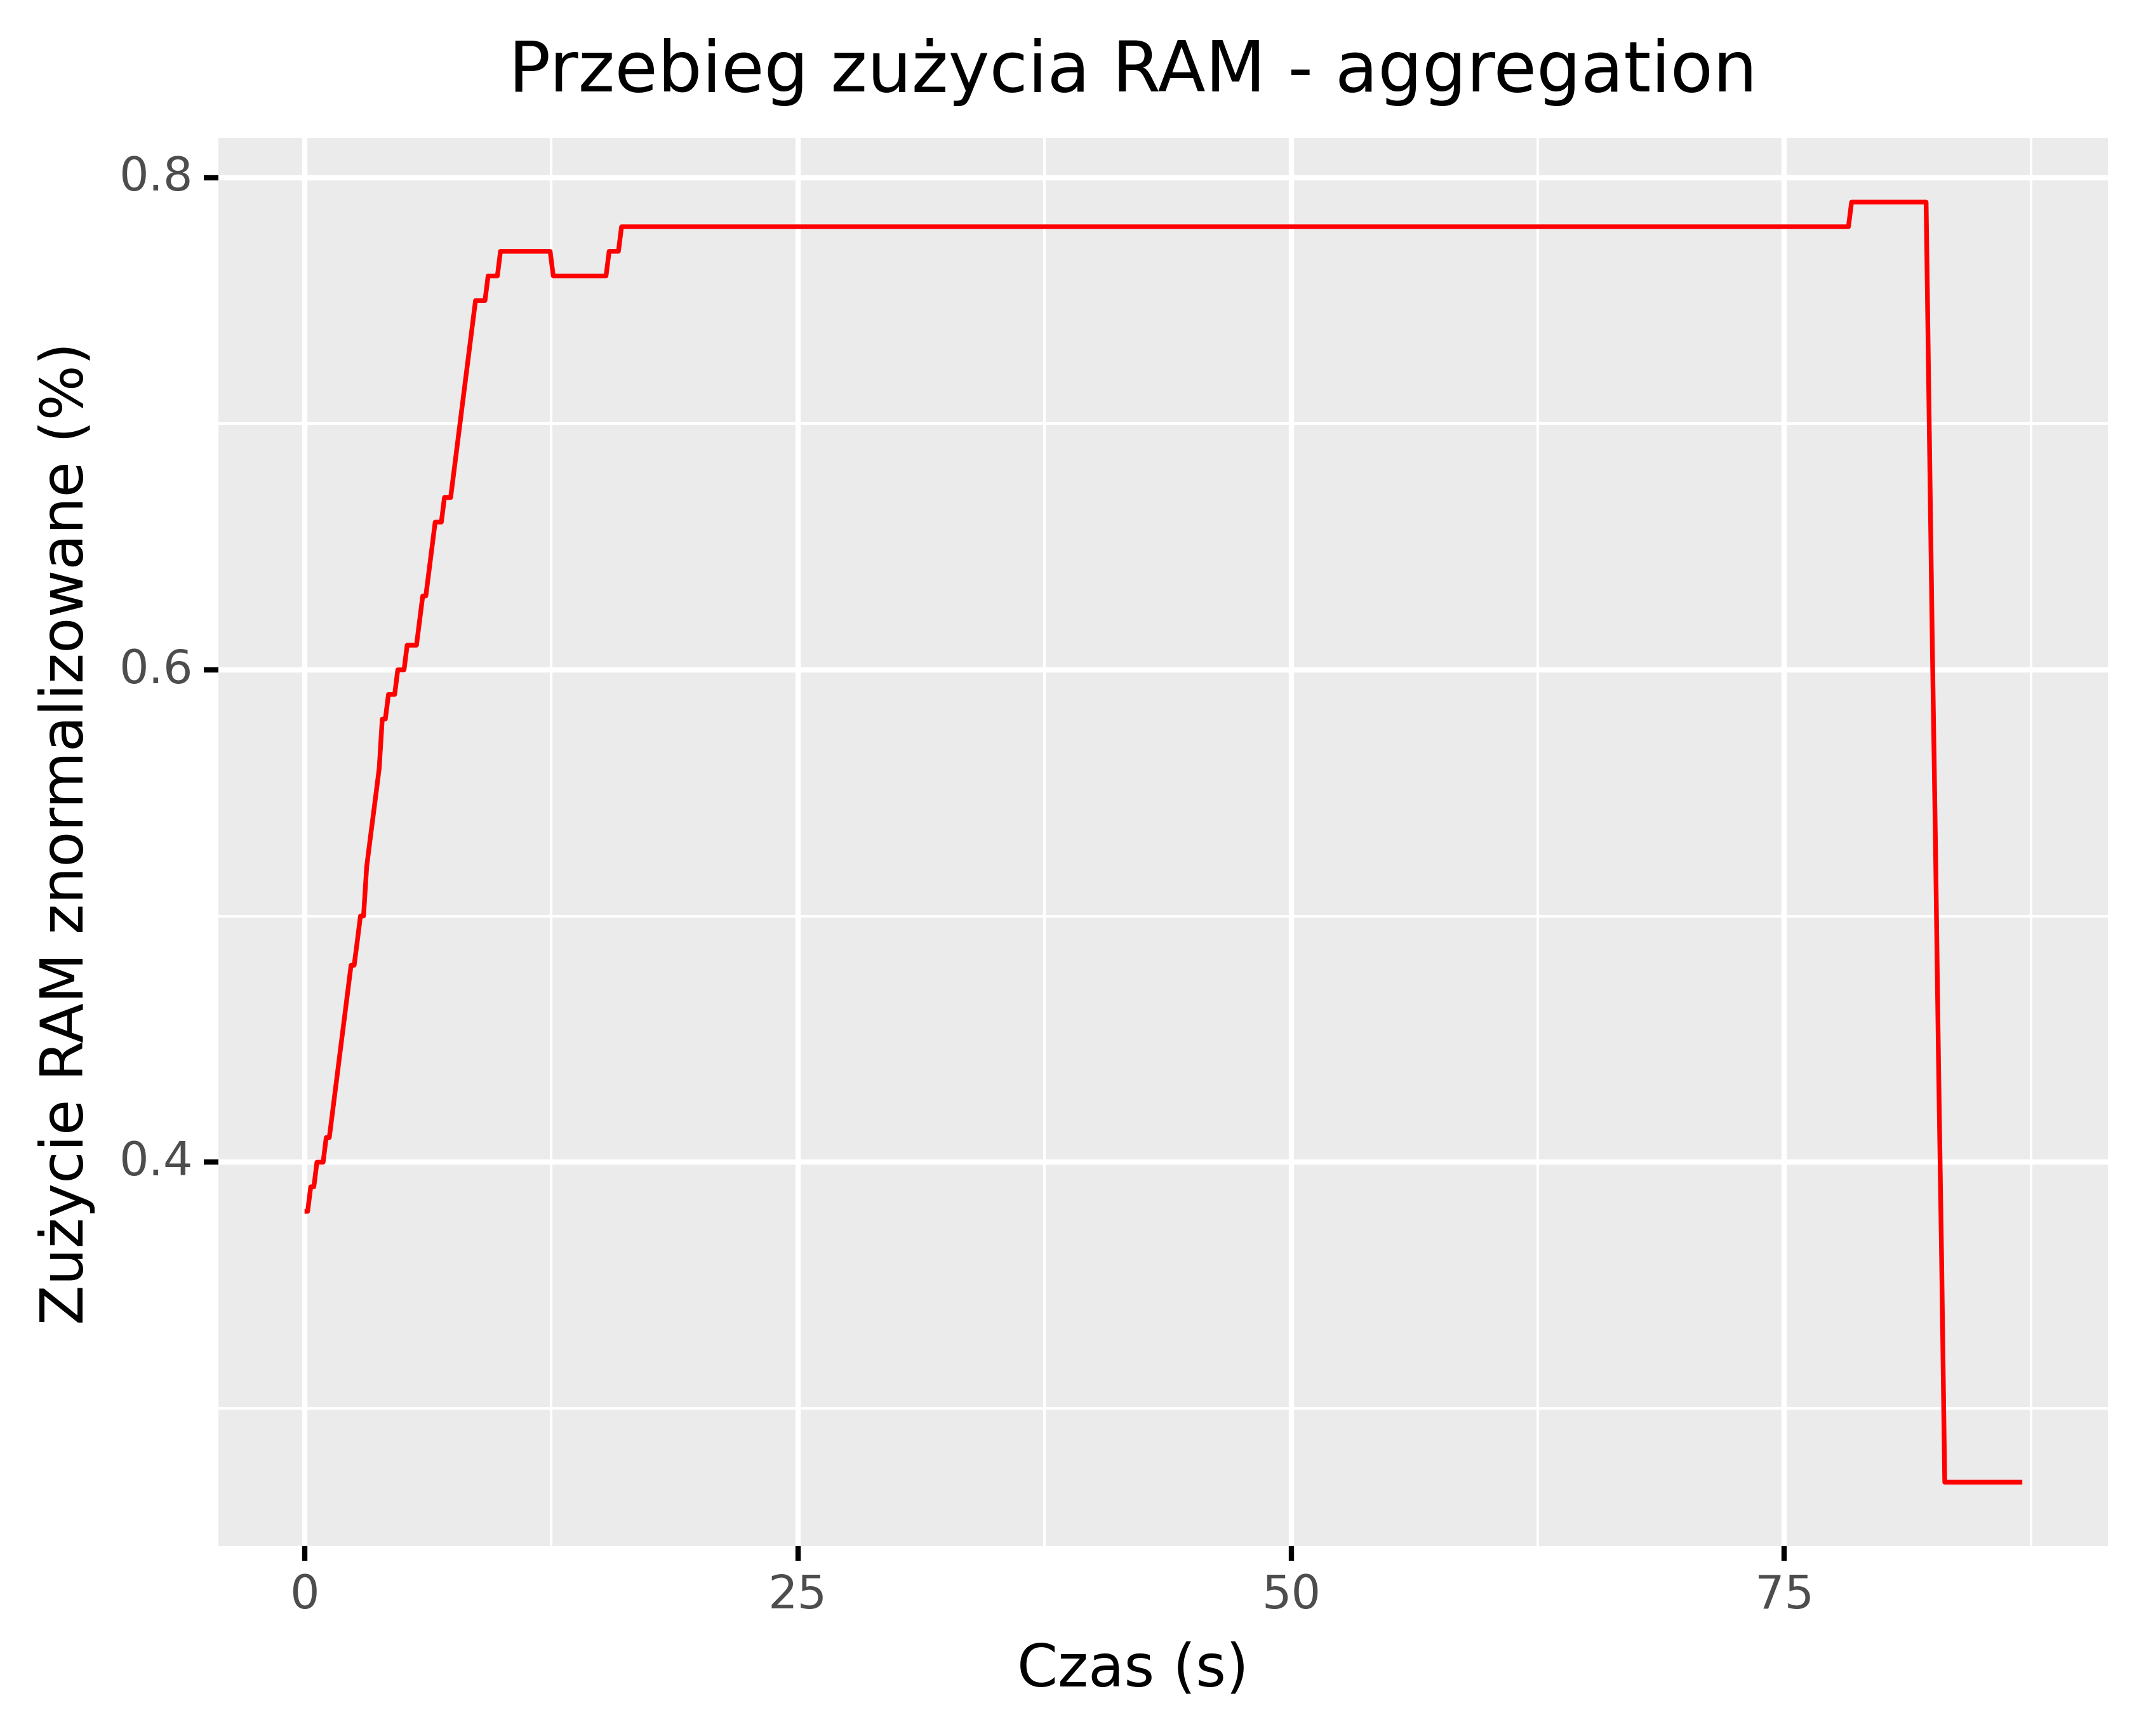 Przebieg zużycia RAM - aggregation
Zużycie RAM znormalizowane (%)
0.8
0.6
0.4
0
25
50
75
Czas (s)